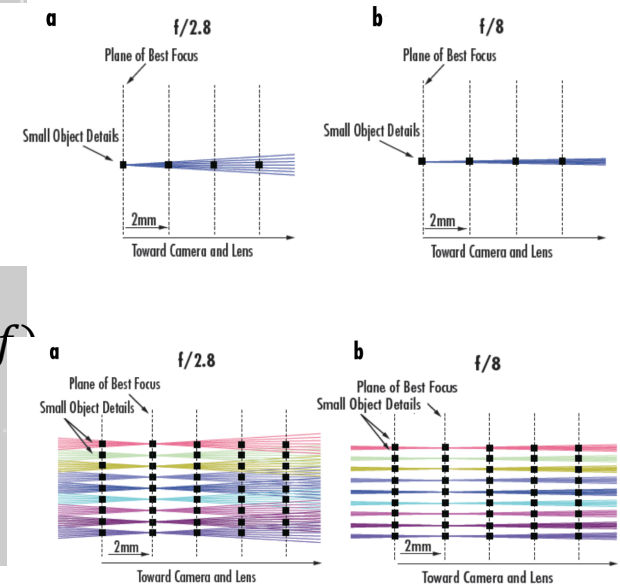 a
f/2.8
Plane of Best Focus
Small Object Details
2mm
Toward Camera and Lens
b
f/8
Plane of Best Focus
Small Object Details
2mm
Toward Camera and Lens
f)
a
f/2.8
Plane of Best Focus
Small Object Details
2mm
Toward Camera and Lens
b
f/8
Plane of Best Focus
Small Object Details
2mm
Toward Camera and Lens